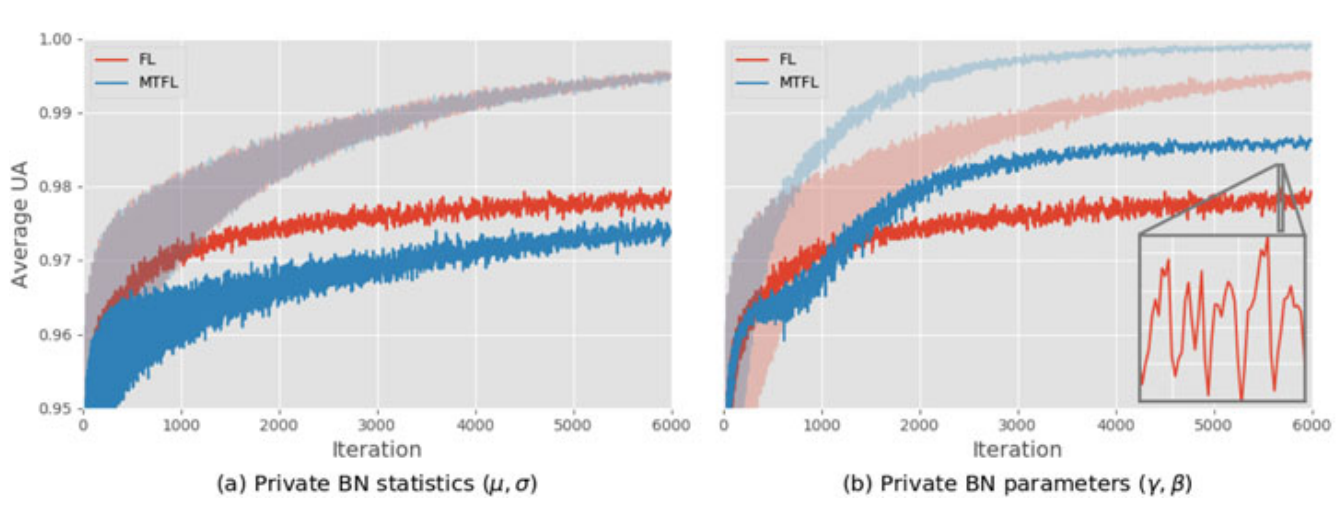 1.00
0.99
0.98
0.97
0.96
0.95
Average UA
FL
MTFL
0 1000 2000 3000 4000 5000 6000
Iteration
(a) Private BN statistics (μ, σ)
FL
MTFL
0 1000 2000 3000 4000 5000 6000
Iteration
(b) Private BN parameters (γ, β)